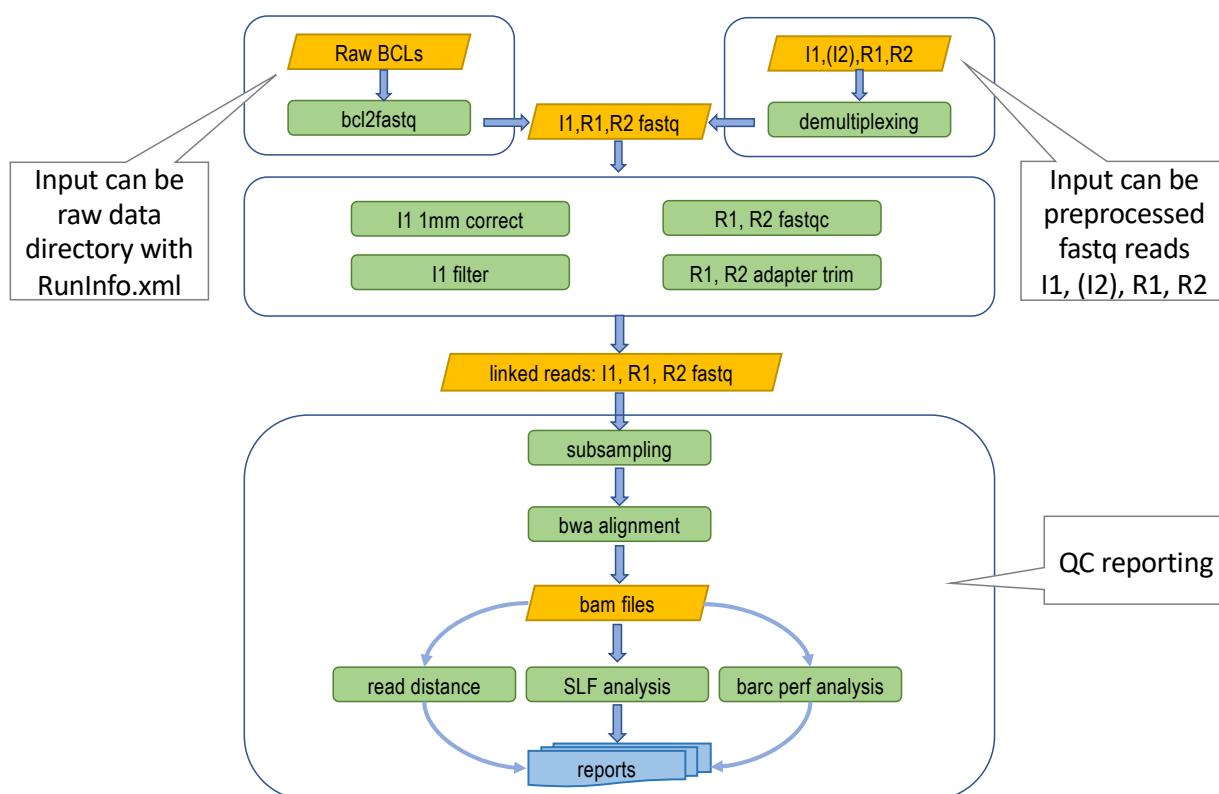 Raw BCLs
bcl2fastq
I1,R1,R2 fastq
I1,(I2),R1,R2
demultiplexing
Input can be
raw data
directory with
RunInfo.xml
Input can be
preprocessed
fastq reads
I1, (I2), R1, R2
I1 1mm correct
R1, R2 fastqc
I1 filter
R1, R2 adapter trim
linked reads: I1, R1, R2 fastq
subsampling
bwa alignment
QC reporting
bam files
read distance
SLF analysis
barc perf analysis
reports